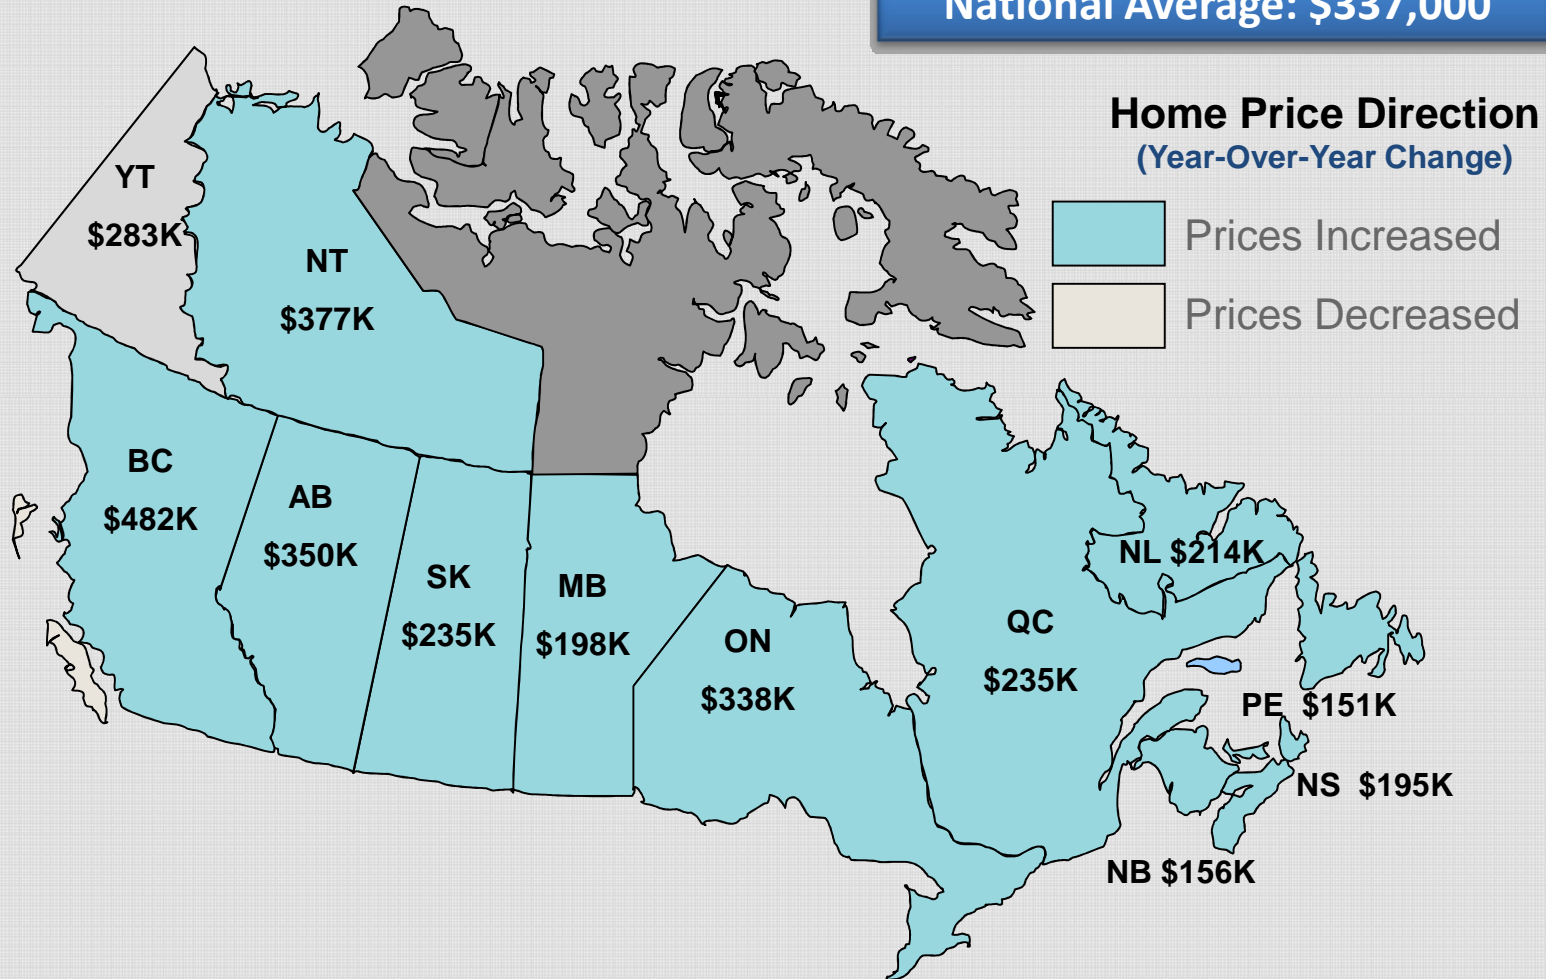 National Average: $337,000
Home Price Direction
(Year-Over-Year Change)
Prices Increased
Prices Decreased
YT
$283K
NT
$377K
BC
$482K
AB
$350K
SK
$235K
MB
$198K
ON
$338K
QC
$235K
NL $214K
PE $151K
NS $195K
NB $156K